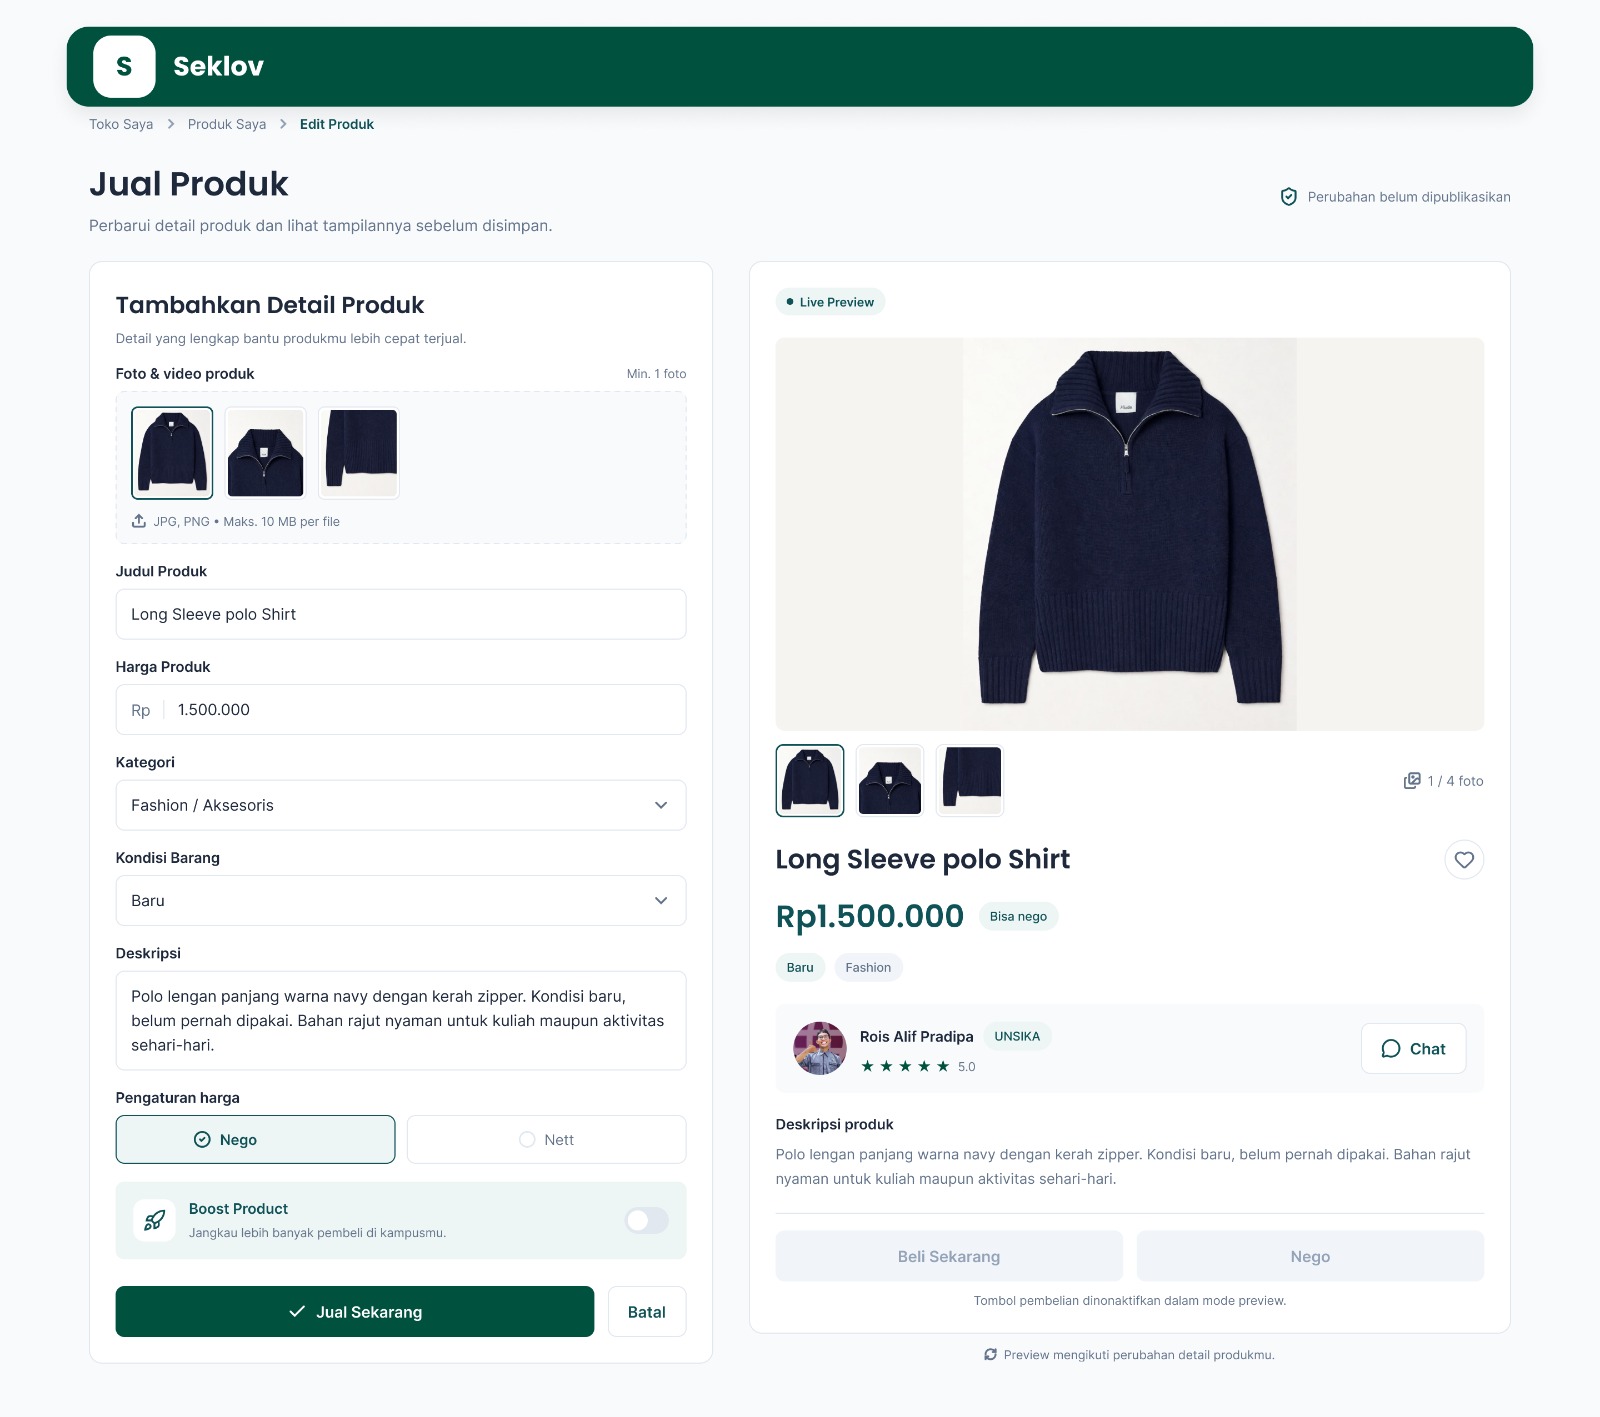 S
Seklov
Toko Saya
Produk Saya
Edit Produk
Jual Produk
Perbarui detail produk dan lihat tampilannya sebelum disimpan.
Perubahan belum dipublikasikan
Tambahkan Detail Produk
Detail yang lengkap bantu produkmu lebih cepat terjual.
Foto & video produk
Min. 1 foto
JPG, PNG • Maks. 10 MB per file
Judul Produk
Long Sleeve polo Shirt
Harga Produk
Rp 1.500.000
Kategori
Fashion / Aksesoris
Kondisi Barang
Baru
Deskripsi
Polo lengan panjang warna navy dengan kerah zipper. Kondisi baru,
belum pernah dipakai. Bahan rajut nyaman untuk kuliah maupun aktivitas
sehari-hari.
Pengaturan harga
Nego
Nett
Boost Product
Jangkau lebih banyak pembeli di kampusmu.
Jual Sekarang
Batal
Live Preview
1 / 4 foto
Long Sleeve polo Shirt
Rp1.500.000
Bisa nego
Baru
Fashion
Rois Alif Pradipa
UNSIKA
★ ★ ★ ★ ★ 5.0
Chat
Deskripsi produk
Polo lengan panjang warna navy dengan kerah zipper. Kondisi baru, belum pernah dipakai. Bahan rajut
nyaman untuk kuliah maupun aktivitas sehari-hari.
Beli Sekarang
Nego
Tombol pembelian dinonaktifkan dalam mode preview.
Preview mengikuti perubahan detail produkmu.